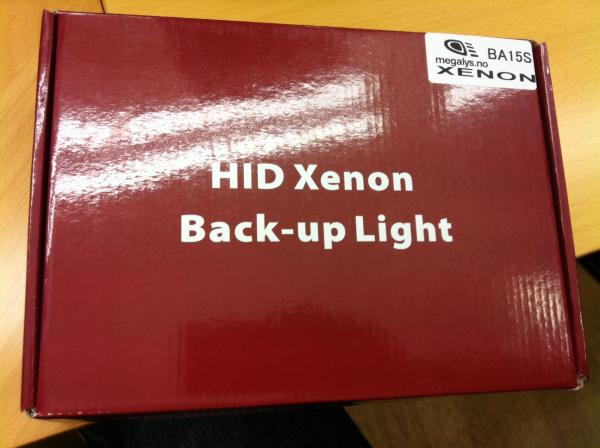 BA15S
megalys.no
XENON
HID Xenon
Back-up Light